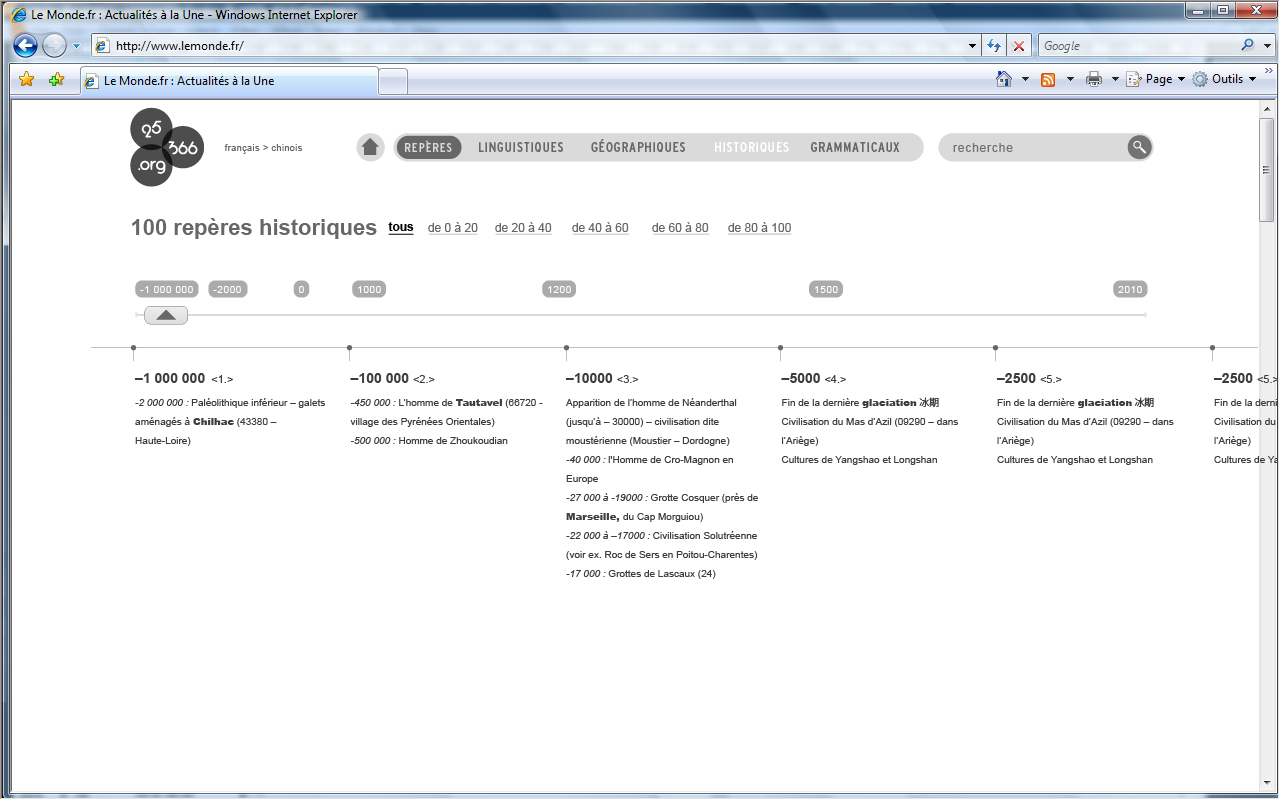 Le Monde.fr : Actualités à la Une - Windows Internet Explorer
http://www.lemonde.fr/
Google
Le Monde.fr : Actualités à la Une
Page
Outils
95
366
.org
français > chinois
REPÈRES
LINGUISTIQUES
GÉOGRAPHIQUES
HISTORIQUES
GRAMMATICAUX
recherche
100 repères historiques
tous
de 0 à 20
de 20 à 40
de 40 à 60
de 60 à 80
de 80 à 100
-1 000 000
-2000
0
1000
1200
1500
2010
–1 000 000 <1.>
-2 000 000 : Paléolithique inférieur – galets
aménagés à Chilhac (43380 –
Haute-Loire)
–100 000 <2.>
-450 000 : L'homme de Tautavel (66720 -
village des Pyrénées Orientales)
-500 000 : Homme de Zhoukoudian
–10000 <3.>
Apparition de l'homme de Néanderthal
(jusqu'à – 30000) – civilisation dite
moustérienne (Moustier – Dordogne)
-40 000 : l'Homme de Cro-Magnon en
Europe
-27 000 à -19000 : Grotte Cosquer (près de
Marseille, du Cap Morguiou)
-22 000 à –17000 : Civilisation Solutréenne
(voir ex. Roc de Sers en Poitou-Charentes)
-17 000 : Grottes de Lascaux (24)
–5000 <4.>
Fin de la dernière glaciation 冰期
Civilisation du Mas d'Azil (09290 – dans
l'Ariège)
Cultures de Yangshao et Longshan
–2500 <5.>
Fin de la dernière glaciation 冰期
Civilisation du Mas d'Azil (09290 – dans
l'Ariège)
Cultures de Yangshao et Longshan
–2500 <5.>
Fin de la derni
Civilisation du
l'Ariège)
Cultures de Ya